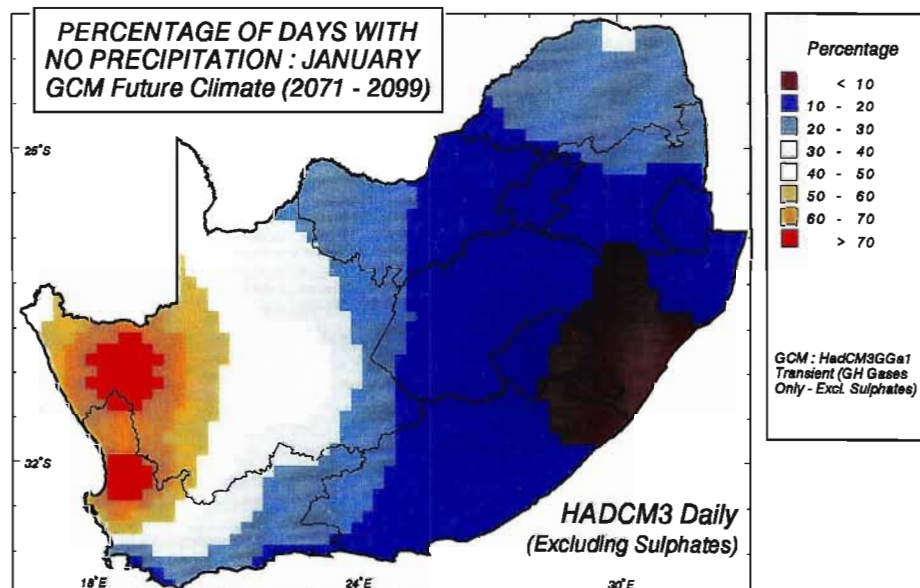 PERCENTAGE OF DAYS WITH
NO PRECIPITATION : JANUARY
GCM Future Climate (2071 - 2099)
Percentage
< 10
10 - 20
20 - 30
30 - 40
40 - 50
50 - 60
60 - 70
> 70
25°S
GCM : HadCM3GGa1
Transient (GH Gases
Only - Excl. Sulphates)
32°S
HADCM3 Daily
(Excluding Sulphates)
18°E
24°E
30°E